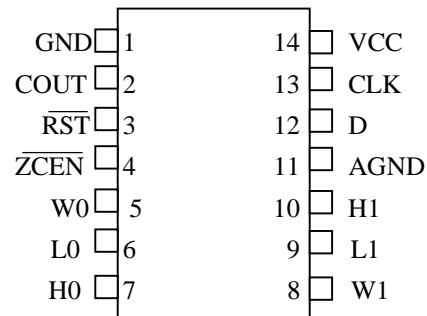 GND 1 14 VCC
COUT 2 13 CLK
RST 3 12 D
ZCEN 4 11 AGND
W0 5 10 H1
L0 6 9 L1
H0 7 8 W1